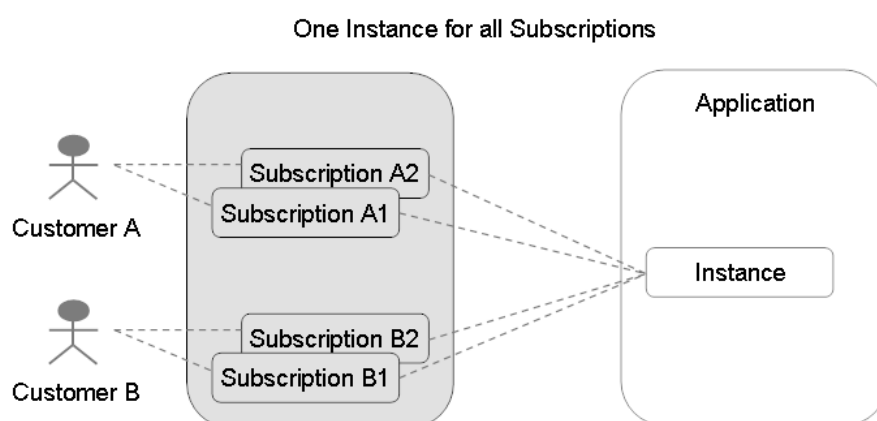 One Instance for all Subscriptions
Application
Subscription A2
Subscription A1
Customer A
Instance
Subscription B2
Subscription B1
Customer B